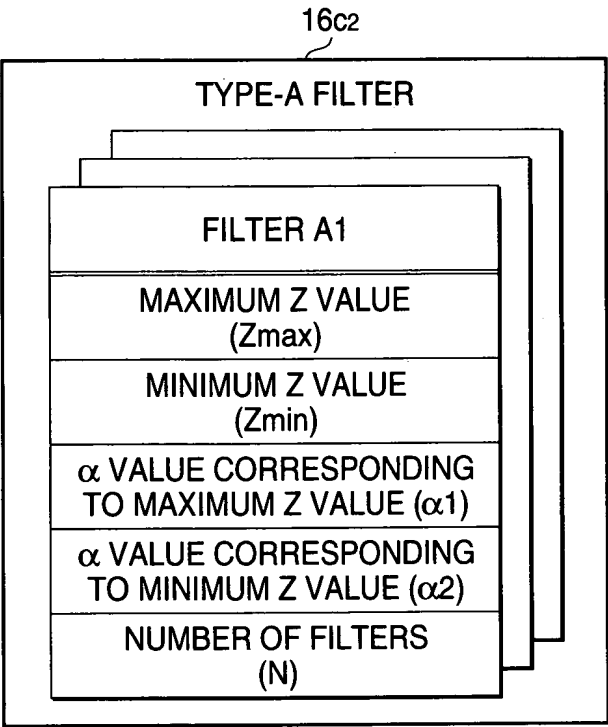 16c2
TYPE-A FILTER
FILTER A1
MAXIMUM Z VALUE
(Zmax)
MINIMUM Z VALUE
(Zmin)
α VALUE CORRESPONDING
TO MAXIMUM Z VALUE (α1)
α VALUE CORRESPONDING
TO MINIMUM Z VALUE (α2)
NUMBER OF FILTERS
(N)